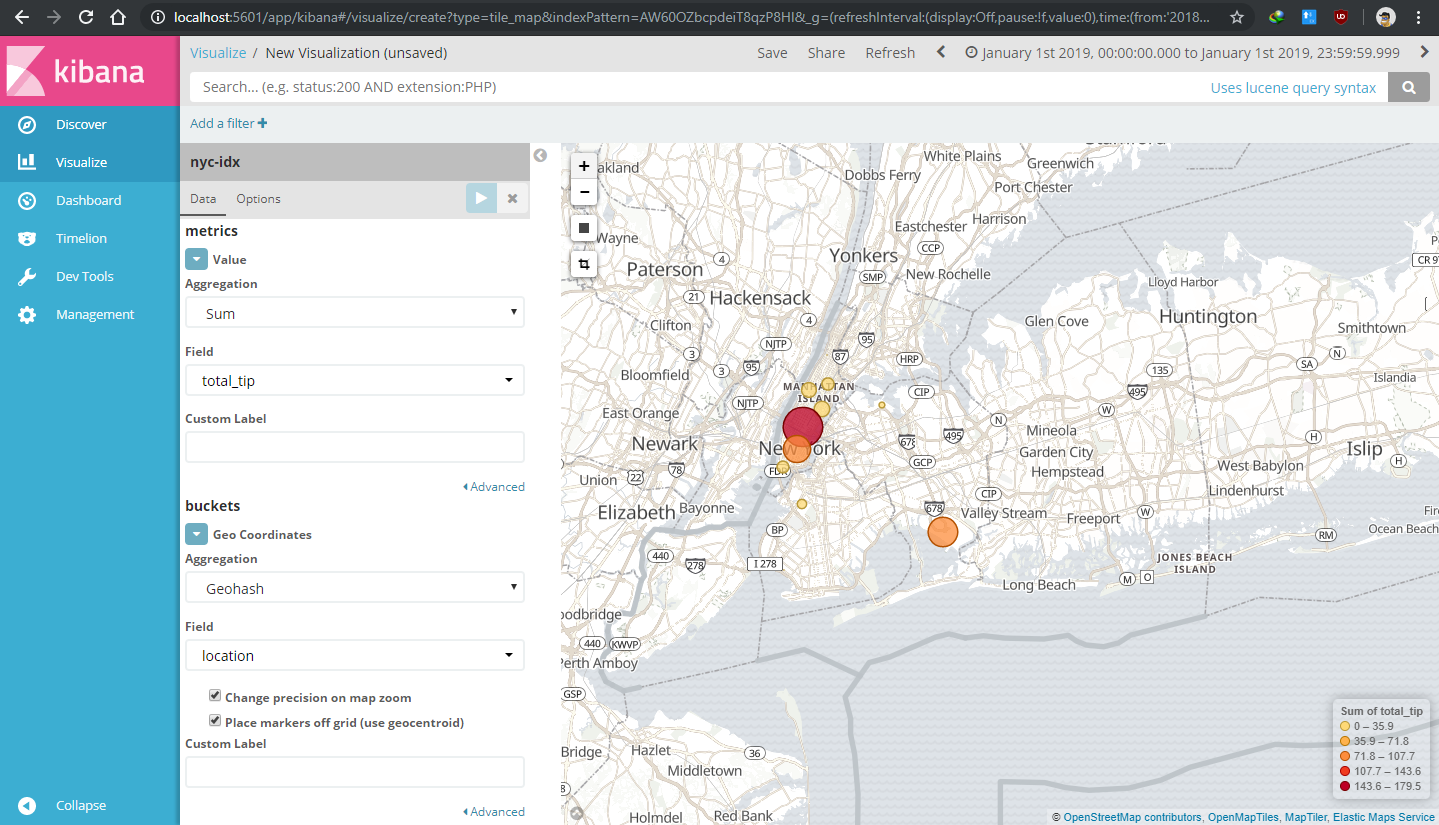 localhost:5601/app/kibana#/visualize/create?type=tile_map&indexPattern=AW60OZbcpdeiT8qzP8HI&_g=(refreshInterval:(display:Off,pause:!f,value:0),time:(from:'2018...
kibana
Discover
Visualize
Dashboard
Timelion
Dev Tools
Management
Collapse
Visualize / New Visualization (unsaved)
Save Share Refresh January 1st 2019, 00:00:00.000 to January 1st 2019, 23:59:59.999
Search... (e.g. status:200 AND extension:PHP)
Uses lucene query syntax
Add a filter +
nyc-idx
Data Options
metrics
Value
Aggregation
Sum
Field
total_tip
Custom Label
Advanced
buckets
Geo Coordinates
Aggregation
Geohash
Field
location
Change precision on map zoom
Place markers off grid (use geocentroid)
Custom Label
Advanced
+
−
akland
White Plains
Greenwich
Dobbs Ferry
Port Chester
Wayne
Harrison
Eastchester
CCP
Yonkers
4
Paterson
SMP
New Rochelle
CR 9
21
Hackensack
Lloyd Harbor
Huntington
Clifton
4
Glen Cove
Smithtown
NJTP
95
3
87
HRP
N
95
3
SA
135
Bloomfield
Islandia
MANHATTAN
ISLAND
CIP
495
NJTP
W
East Orange
N
Mineola
H
Newark
New York
678
495
Garden City
Islip
78
FDR
GCP
Hempstead
West Babylon
H
Union
22
CIP
Lindenhurst
Elizabeth
Bayonne
678
Valley Stream
Freeport
W
Fire
BP
Ocean Beach
RM
440
278
I 278
JONES BEACH
ISLAND
Long Beach
M
O
oodbridge
440
KWVP
Perth Amboy
GSP
Bridge
Hazlet
36
Middletown
Holmdel
Red Bank
Sum of total_tip
0 – 35.9
35.9 – 71.8
71.8 – 107.7
107.7 – 143.6
143.6 – 179.5
© OpenStreetMap contributors, OpenMapTiles, MapTiler, Elastic Maps Service